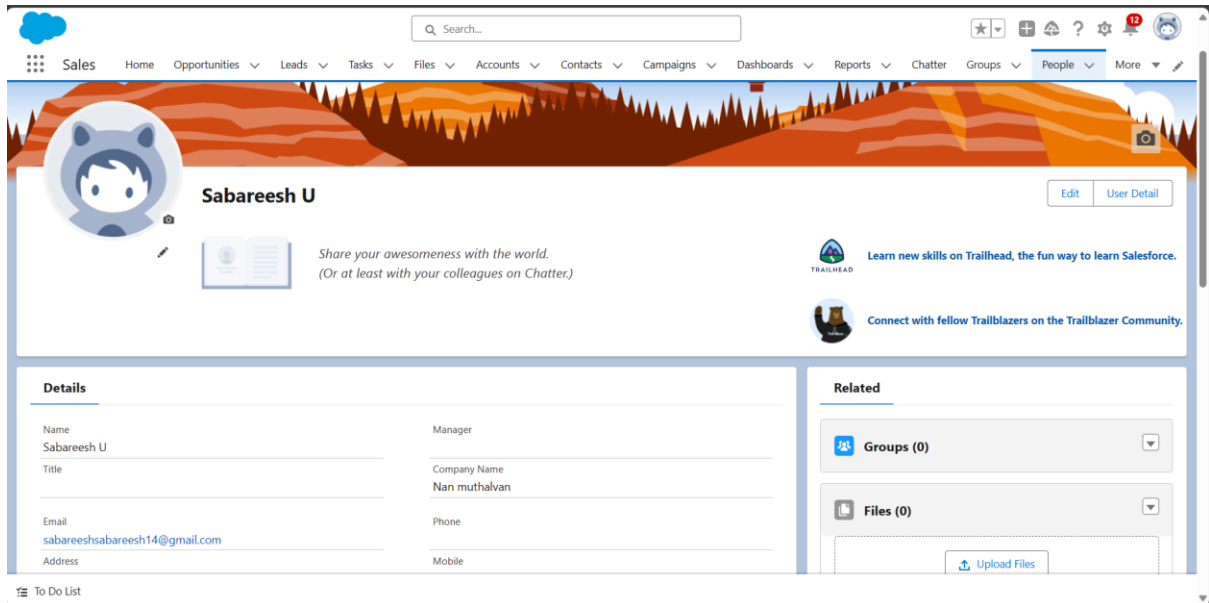 Search...
12
Sales Home Opportunities Leads Tasks Files Accounts Contacts Campaigns Dashboards Reports Chatter Groups People More
Sabareesh U
Edit User Detail
Share your awesomeness with the world.
(Or at least with your colleagues on Chatter.)
TRAILHEAD
Learn new skills on Trailhead, the fun way to learn Salesforce.
Connect with fellow Trailblazers on the Trailblazer Community.
Details
Name
Sabareesh U
Manager
Title
Company Name
Nan muthalvan
Email
sabareeshsabareesh14@gmail.com
Phone
Address
Mobile
Related
Groups (0)
Files (0)
Upload Files
To Do List